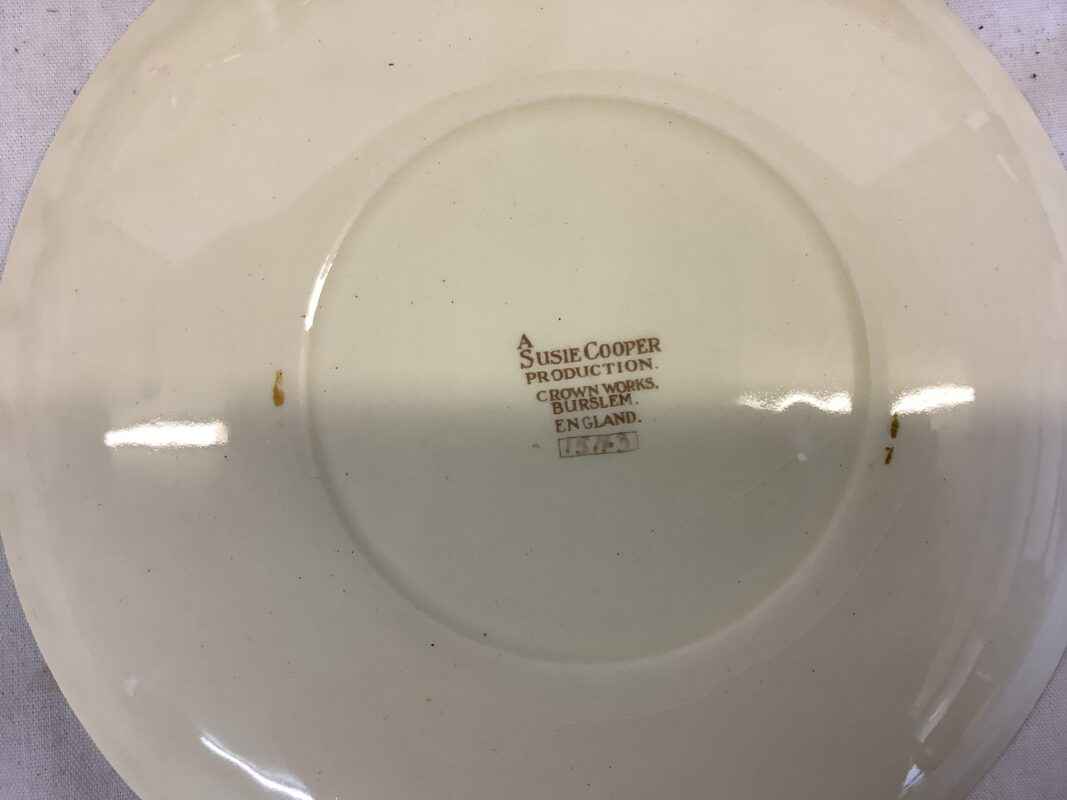 A
SUSIE COOPER
PRODUCTION.
CROWN WORKS,
BURSLEM.
ENGLAND.